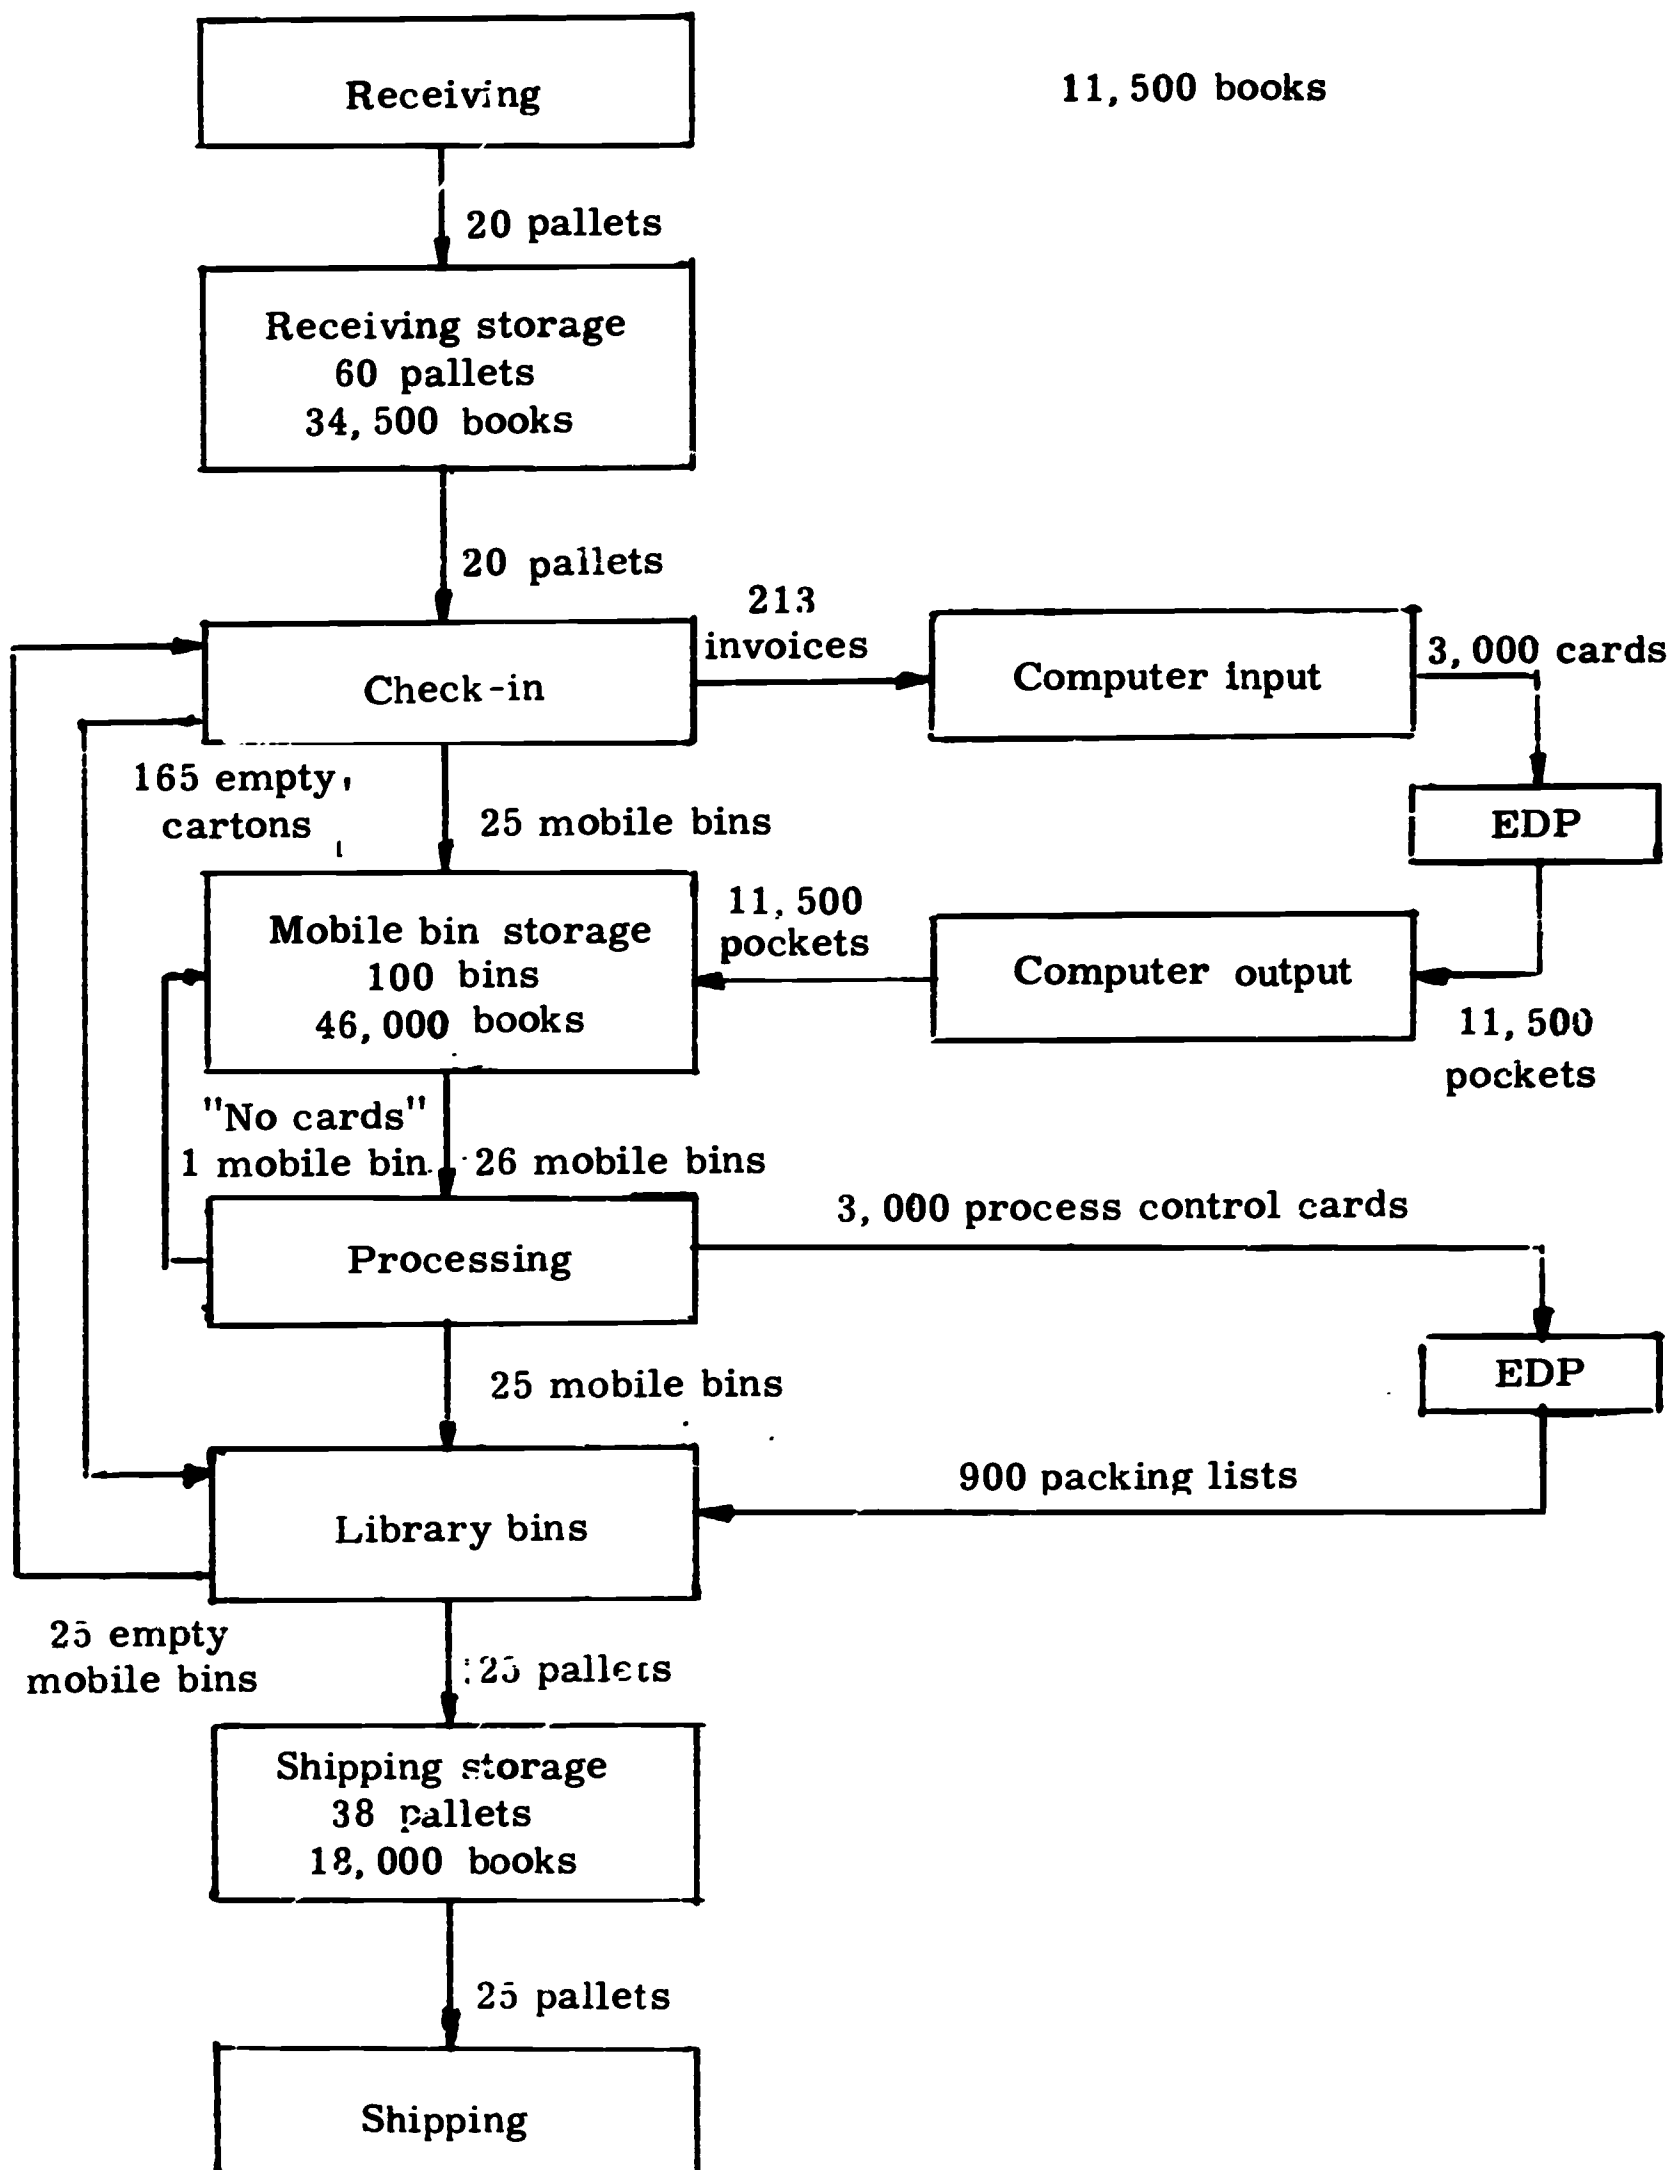 Receiving
11,500 books
20 pallets
Receiving storage
60 pallets
34,500 books
20 pallets
213
invoices
Check-in
Computer input
3,000 cards
165 empty
cartons
25 mobile bins
EDP
Mobile bin storage
100 bins
46,000 books
11,500
pockets
Computer output
11,500
pockets
"No cards"
1 mobile bin
26 mobile bins
Processing
3,000 process control cards
EDP
25 mobile bins
900 packing lists
Library bins
25 empty
mobile bins
25 pallets
Shipping storage
38 pallets
18,000 books
25 pallets
Shipping